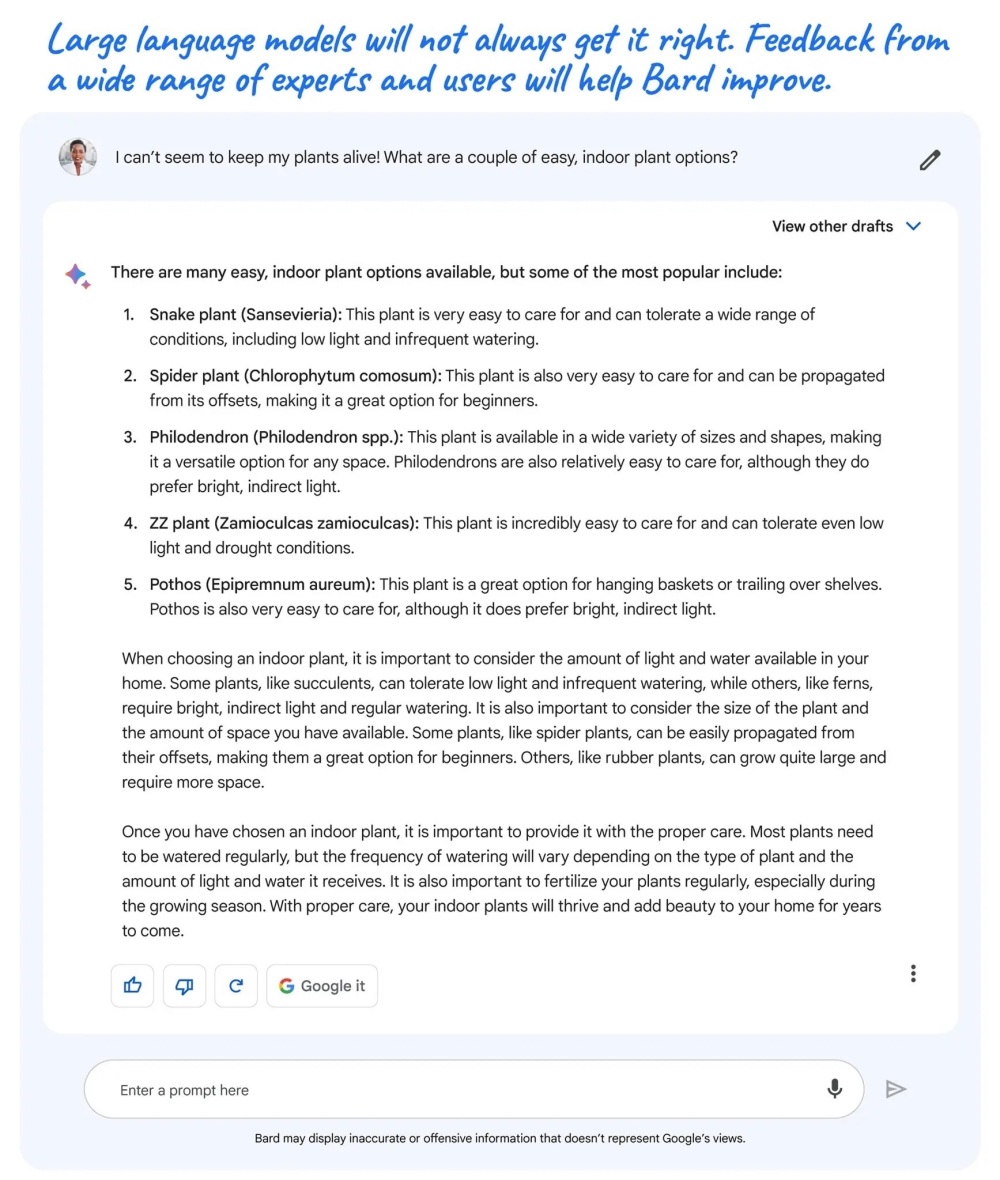 Large language models will not always get it right. Feedback from
a wide range of experts and users will help Bard improve.
I can’t seem to keep my plants alive! What are a couple of easy, indoor plant options?
View other drafts
There are many easy, indoor plant options available, but some of the most popular include:
1. Snake plant (Sansevieria): This plant is very easy to care for and can tolerate a wide range of
conditions, including low light and infrequent watering.
2. Spider plant (Chlorophytum comosum): This plant is also very easy to care for and can be propagated
from its offsets, making it a great option for beginners.
3. Philodendron (Philodendron spp.): This plant is available in a wide variety of sizes and shapes, making
it a versatile option for any space. Philodendrons are also relatively easy to care for, although they do
prefer bright, indirect light.
4. ZZ plant (Zamioculcas zamioculcas): This plant is incredibly easy to care for and can tolerate even low
light and drought conditions.
5. Pothos (Epipremnum aureum): This plant is a great option for hanging baskets or trailing over shelves.
Pothos is also very easy to care for, although it does prefer bright, indirect light.
When choosing an indoor plant, it is important to consider the amount of light and water available in your
home. Some plants, like succulents, can tolerate low light and infrequent watering, while others, like ferns,
require bright, indirect light and regular watering. It is also important to consider the size of the plant and
the amount of space you have available. Some plants, like spider plants, can be easily propagated from
their offsets, making them a great option for beginners. Others, like rubber plants, can grow quite large and
require more space.
Once you have chosen an indoor plant, it is important to provide it with the proper care. Most plants need
to be watered regularly, but the frequency of watering will vary depending on the type of plant and the
amount of light and water it receives. It is also important to fertilize your plants regularly, especially during
the growing season. With proper care, your indoor plants will thrive and add beauty to your home for years
to come.
Google it
Enter a prompt here
Bard may display inaccurate or offensive information that doesn’t represent Google’s views.